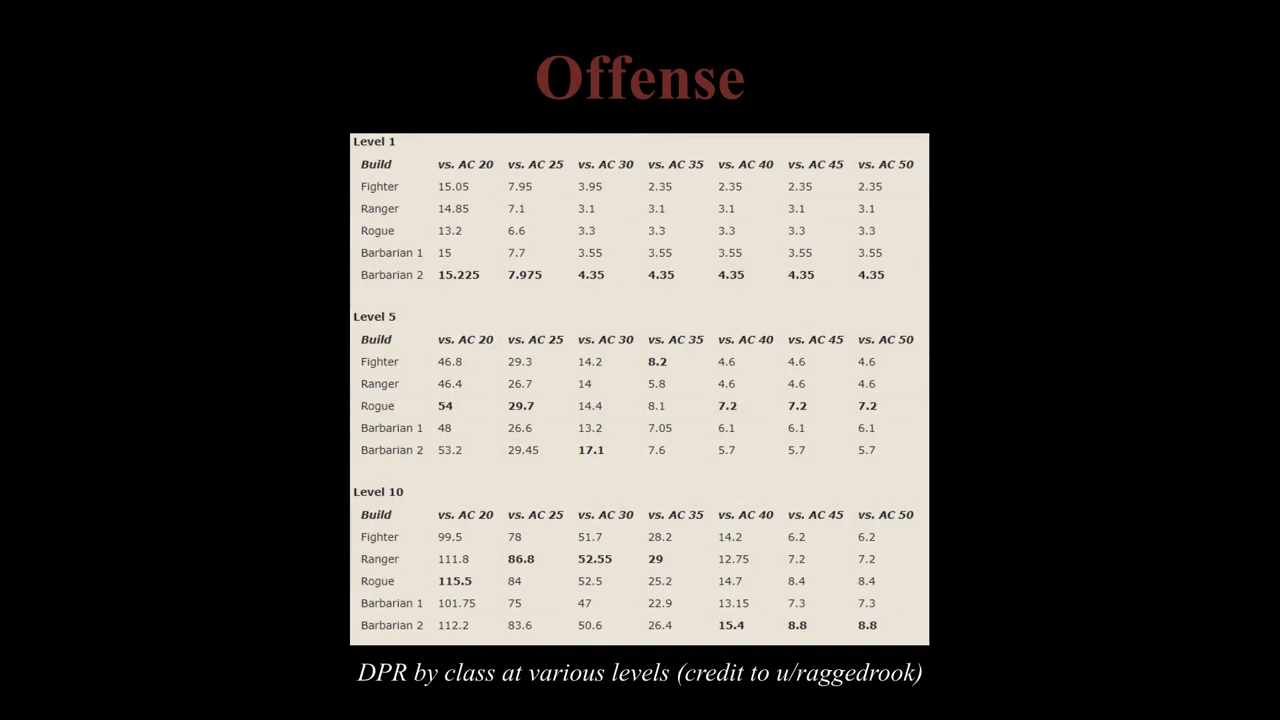 Offense
Level 1
Build vs. AC 20 vs. AC 25 vs. AC 30 vs. AC 35 vs. AC 40 vs. AC 45 vs. AC 50
Fighter 15.05 7.95 3.95 2.35 2.35 2.35 2.35
Ranger 14.85 7.1 3.1 3.1 3.1 3.1 3.1
Rogue 13.2 6.6 3.3 3.3 3.3 3.3 3.3
Barbarian 1 15 7.7 3.55 3.55 3.55 3.55 3.55
Barbarian 2 15.225 7.975 4.35 4.35 4.35 4.35 4.35
Level 5
Build vs. AC 20 vs. AC 25 vs. AC 30 vs. AC 35 vs. AC 40 vs. AC 45 vs. AC 50
Fighter 46.8 29.3 14.2 8.2 4.6 4.6 4.6
Ranger 46.4 26.7 14 5.8 4.6 4.6 4.6
Rogue 54 29.7 14.4 8.1 7.2 7.2 7.2
Barbarian 1 48 26.6 13.2 7.05 6.1 6.1 6.1
Barbarian 2 53.2 29.45 17.1 7.6 5.7 5.7 5.7
Level 10
Build vs. AC 20 vs. AC 25 vs. AC 30 vs. AC 35 vs. AC 40 vs. AC 45 vs. AC 50
Fighter 99.5 78 51.7 28.2 14.2 6.2 6.2
Ranger 111.8 86.8 52.55 29 12.75 7.2 7.2
Rogue 115.5 84 52.5 25.2 14.7 8.4 8.4
Barbarian 1 101.75 75 47 22.9 13.15 7.3 7.3
Barbarian 2 112.2 83.6 50.6 26.4 15.4 8.8 8.8
DPR by class at various levels (credit to u/raggedrook)